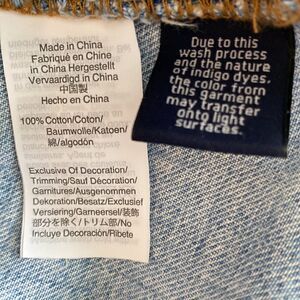 Made in China
Fabriqué en Chine
in China Hergestellt
Vervaardigd in China
中国製
Hecho en China
100% Cotton/Coton/
Baumwolle/Katoen/
綿/algodón
Exclusive Of Decoration/
Trimming/Sauf Décoration/
Garnitures/Ausgenommen
Dekoration/Besatz/Exclusief
Versiering/Garneersel/装飾
部分を除く/トリム部/No
Incluye Decoración/Ribete
Due to this
wash process
and the nature
of indigo dyes,
the color from
this garment
may transfer
onto light
surfaces.